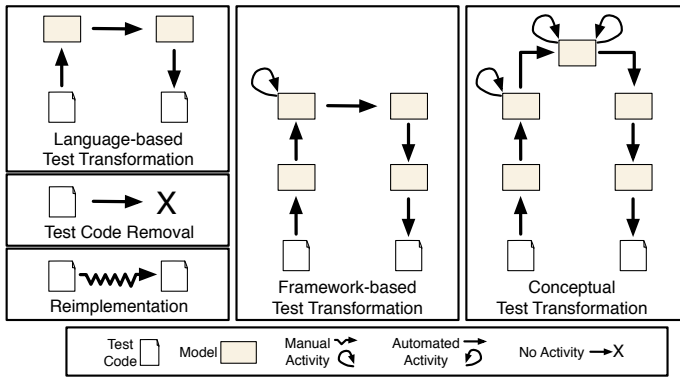 Language-based
Test Transformation
X
Test Code Removal
Reimplementation
Framework-based
Test Transformation
Conceptual
Test Transformation
Test
Code
Model
Manual
Activity
Automated
Activity
No Activity
X